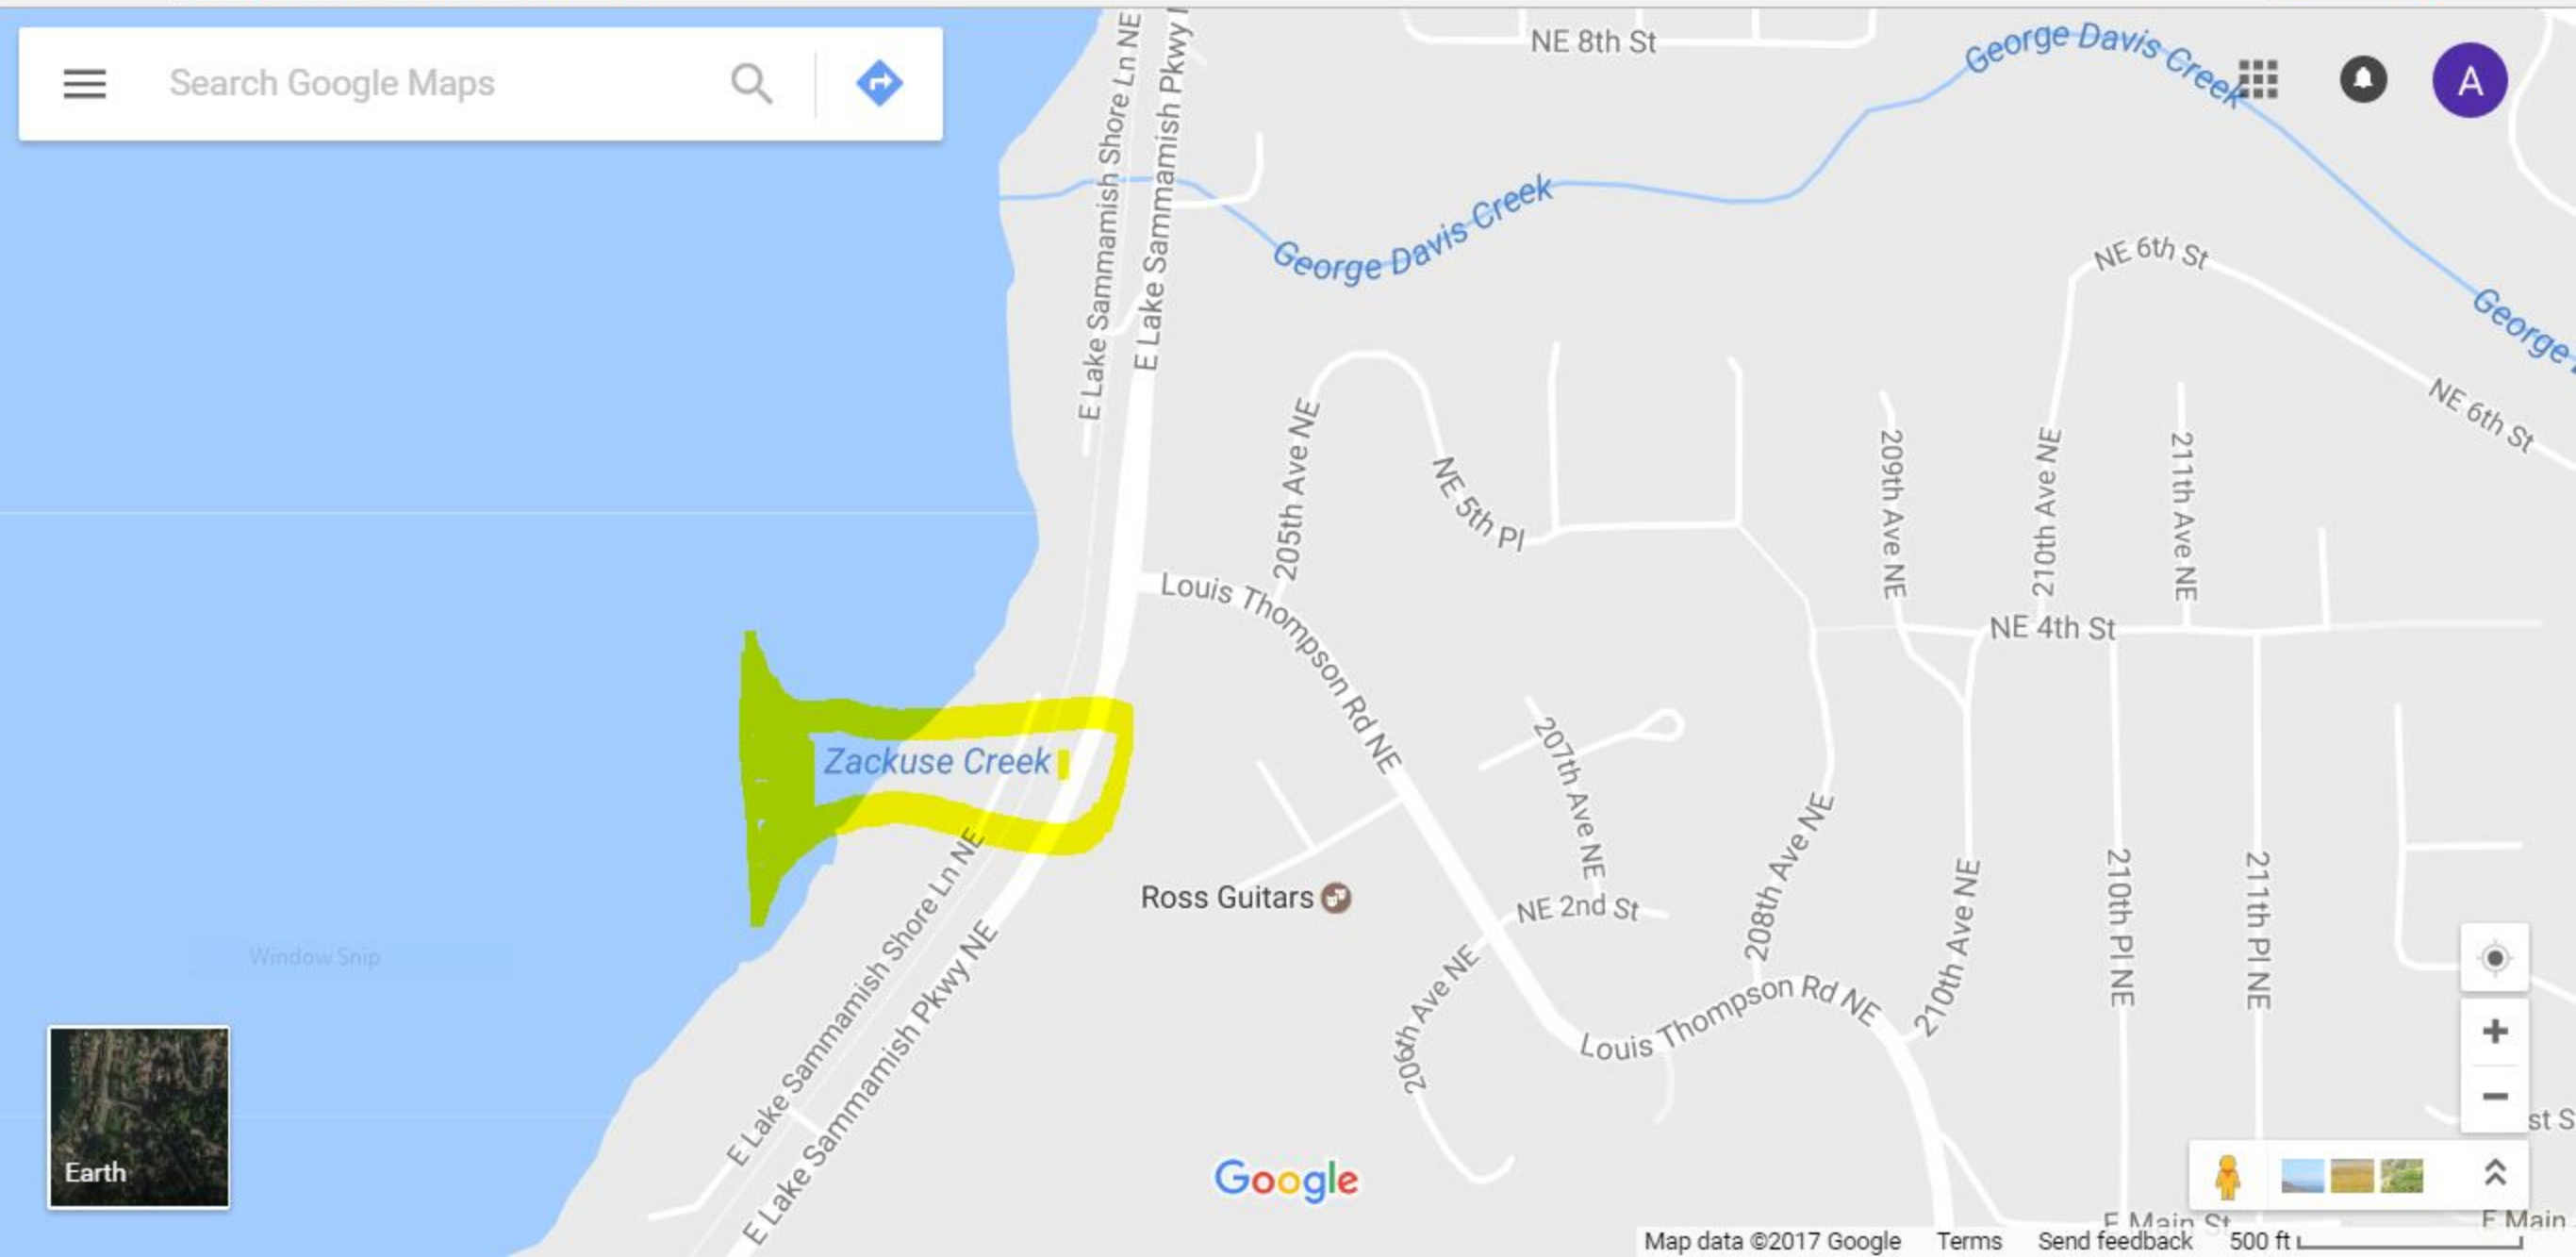 E Lake Sammamish Shore Ln NE
E Lake Sammamish Pkwy
NE 8th St
George Davis Creek
Search Google Maps
A
George Davis Creek
NE 6th St
George
NE 6th St
205th Ave NE
NE 5th Pl
209th Ave NE
210th Ave NE
211th Ave NE
Louis Thompson Rd NE
NE 4th St
Zackuse Creek
207th Ave NE
208th Ave NE
210th Ave NE
210th Pl NE
211th Pl NE
Ross Guitars
NE 2nd St
E Lake Sammamish Shore Ln NE
E Lake Sammamish Pkwy NE
Window Snip
206th Ave NE
Louis Thompson Rd NE
+
−
st S
Earth
Google
E Main St
E Main
Map data ©2017 Google Terms Send feedback 500 ft